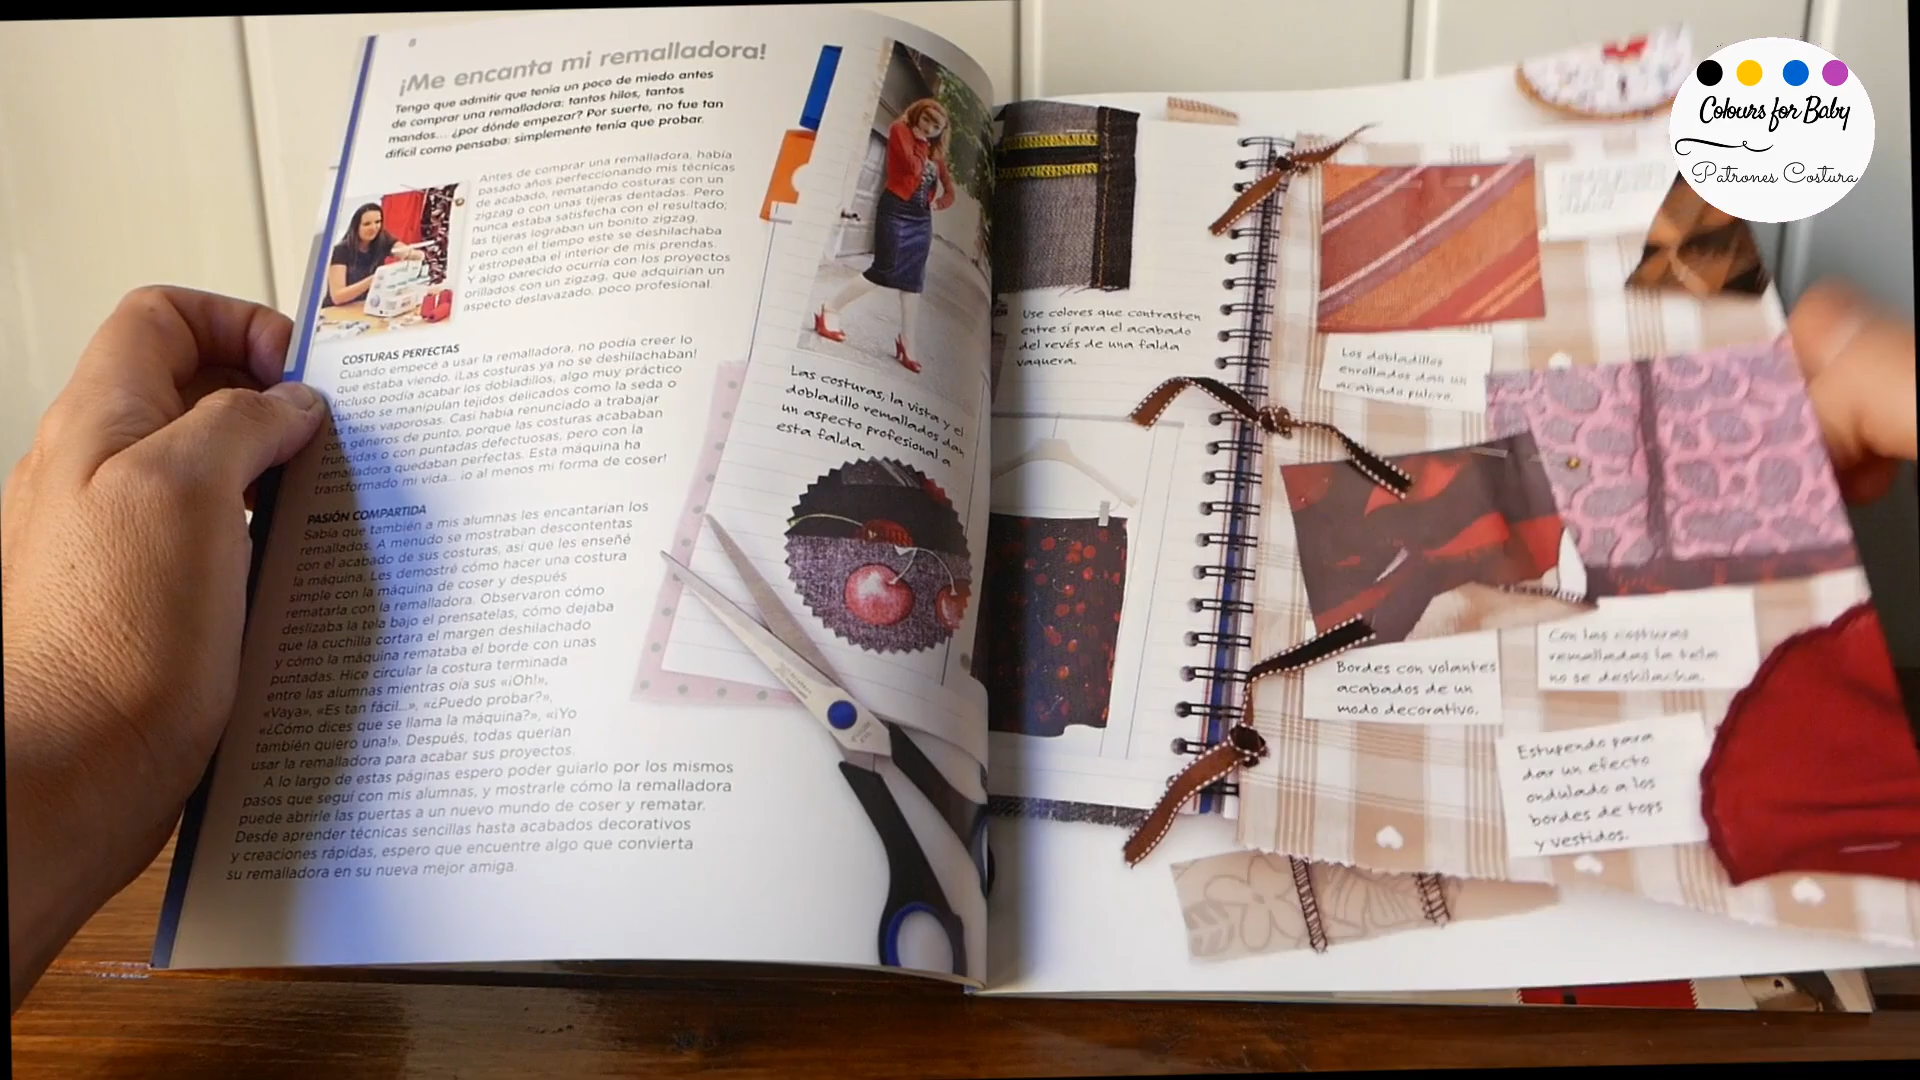 8
¡Me encanta mi remalladora!
Tengo que admitir que tenía un poco de miedo antes
de comprar una remalladora: tantos hilos, tantos
mandos... ¿por dónde empezar? Por suerte, no fue tan
difícil como pensaba: simplemente tenía que probar.
Antes de comprar una remalladora, había
pasado años perfeccionando mis técnicas
de acabado, rematando costuras con un
zigzag o con unas tijeras dentadas. Pero
nunca estaba satisfecha con el resultado;
las tijeras lograban un bonito zigzag,
pero con el tiempo este se deshilachaba
y estropeaba el interior de mis prendas.
Y algo parecido ocurría con los proyectos
orillados con un zigzag, que adquirían un
aspecto deslavazado, poco profesional.
COSTURAS PERFECTAS
Cuando empecé a usar la remalladora, no podía creer lo
que estaba viendo. ¡Las costuras ya no se deshilachaban!
Incluso podía acabar los dobladillos, algo muy práctico
cuando se manipulan tejidos delicados como la seda o
las telas vaporosas. Casi había renunciado a trabajar
con géneros de punto, porque las costuras acababan
fruncidas o con puntadas defectuosas, pero con la
remalladora quedaban perfectas. Esta máquina ha
transformado mi vida... ¡o al menos mi forma de coser!
PASIÓN COMPARTIDA
Sabía que también a mis alumnas les encantarían los
remallados. A menudo se mostraban descontentas
con el acabado de sus costuras, así que les enseñé
la máquina. Les demostré cómo hacer una costura
simple con la máquina de coser y después
rematarla con la remalladora. Observaron cómo
deslizaba la tela bajo el prensatelas, cómo dejaba
que la cuchilla cortara el margen deshilachado
y cómo la máquina remataba el borde con unas
puntadas. Hice circular la costura terminada
entre las alumnas mientras oía sus «¡Oh!»,
«Vaya», «Es tan fácil...», «¿Puedo probar?»,
«¿Cómo dices que se llama la máquina?», «¡Yo
también quiero una!». Después, todas querían
usar la remalladora para acabar sus proyectos.
A lo largo de estas páginas espero poder guiarlo por los mismos
pasos que seguí con mis alumnas, y mostrarle cómo la remalladora
puede abrirle las puertas a un nuevo mundo de coser y rematar.
Desde aprender técnicas sencillas hasta acabados decorativos
y creaciones rápidas, espero que encuentre algo que convierta
su remalladora en su nueva mejor amiga.
Las costuras, la vista y el
dobladillo remallados dan
un aspecto profesional a
esta falda.
Use colores que contrasten
entre sí para el acabado
del revés de una falda
vaquera.
Los dobladillos
enrollados dan un
acabado pulcro.
Bordes con volantes
acabados de un
modo decorativo.
Con las costuras
remalladas la tela
no se deshilacha.
Estupendo para
dar un efecto
ondulado a los
bordes de tops
y vestidos.
Colours for Baby
Patrones Costura